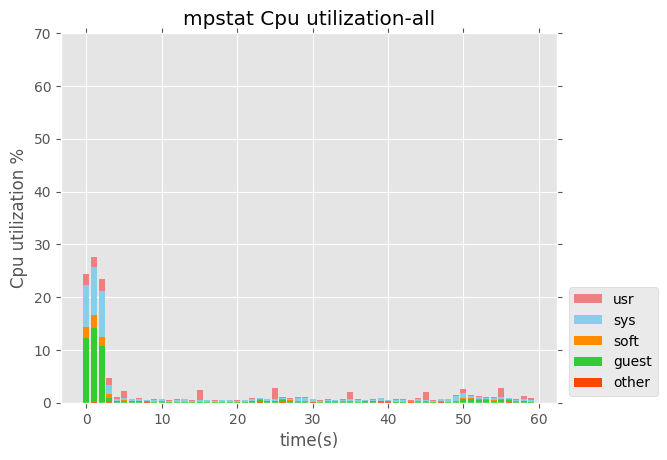 mpstat Cpu utilization-all
70
60
50
40
30
20
10
0
Cpu utilization %
0 10 20 30 40 50 60
time(s)
usr
sys
soft
guest
other